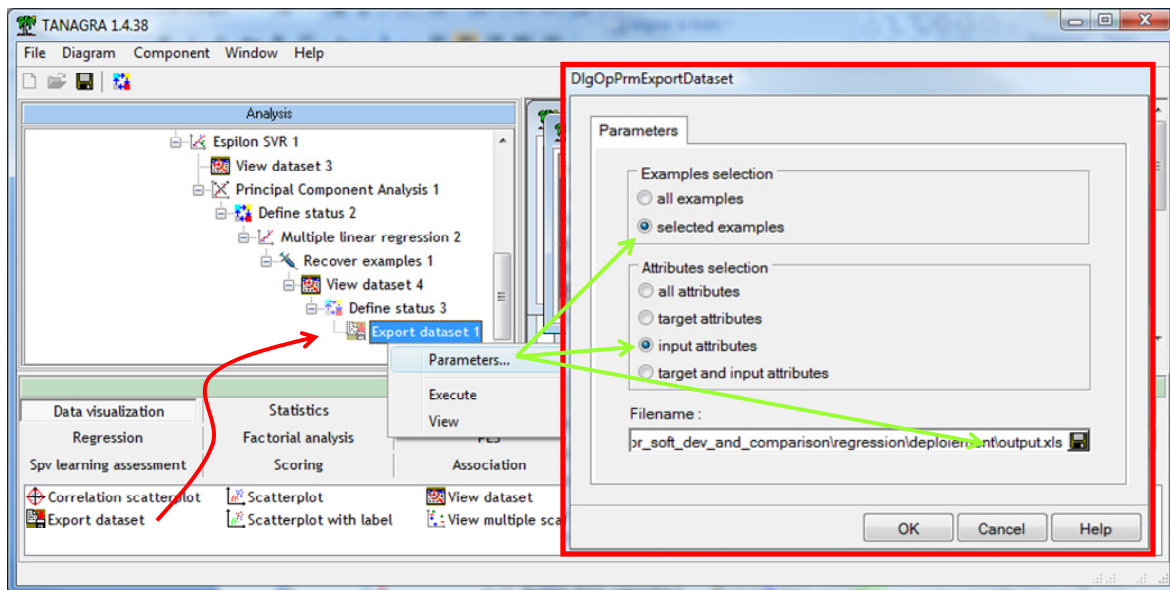 TANAGRA 1.4.38
File Diagram Component Window Help
Analysis
Espilon SVR 1
View dataset 3
Principal Component Analysis 1
Define status 2
Multiple linear regression 2
Recover examples 1
View dataset 4
Define status 3
Export dataset 1
Parameters...
Execute
View
Data visualization Statistics
Regression Factorial analysis
Spv learning assessment Scoring Association
Correlation scatterplot Scatterplot View dataset
Export dataset Scatterplot with label View multiple
DlgOpPrmExportDataset
Parameters
Examples selection
all examples
selected examples
Attributes selection
all attributes
target attributes
input attributes
target and input attributes
Filename :
or_soft_dev_and_comparison\regression\deploiement\output.xls
OK Cancel Help